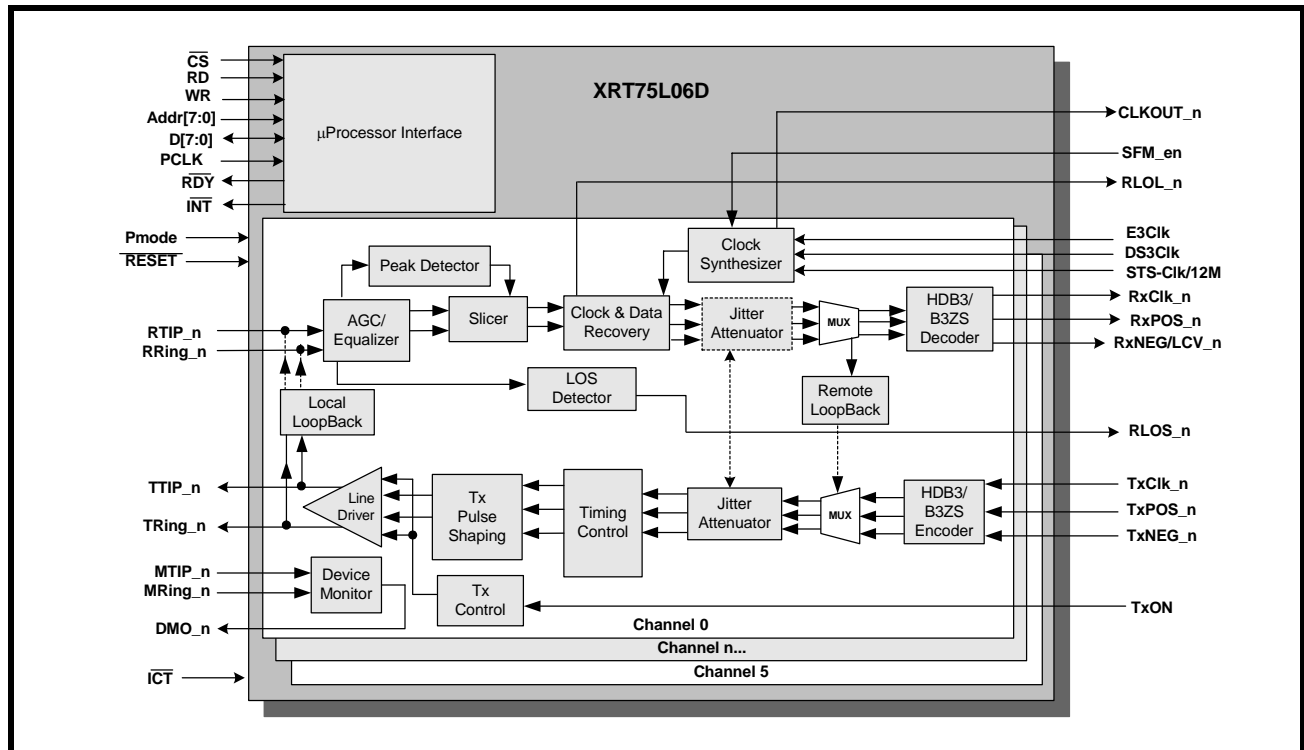 XRT75L06D
CS
RD
WR
Addr[7:0]
D[7:0]
PCLK
RDY
INT
µProcessor Interface
CLKOUT_n
SFM_en
RLOL_n
Pmode
RESET
E3Clk
DS3Clk
STS-Clk/12M
Clock
Synthesizer
Peak Detector
RTIP_n
RRing_n
AGC/
Equalizer
Slicer
Clock & Data
Recovery
Jitter
Attenuator
MUX
HDB3/
B3ZS
Decoder
RxClk_n
RxPOS_n
RxNEG/LCV_n
Local
LoopBack
LOS
Detector
Remote
LoopBack
RLOS_n
TTIP_n
TRing_n
Line
Driver
Tx
Pulse
Shaping
Timing
Control
Jitter
Attenuator
MUX
HDB3/
B3ZS
Encoder
TxClk_n
TxPOS_n
TxNEG_n
MTIP_n
MRing_n
DMO_n
Device
Monitor
Tx
Control
TxON
Channel 0
Channel n...
Channel 5
ICT